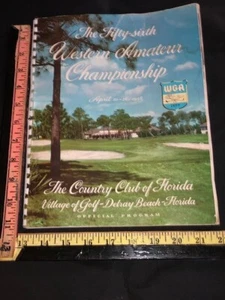 The Fifty-sixth
Western Amateur
Championship
WGA
The Country Club of Florida
Village of Golf - Delray Beach - Florida
OFFICIAL PROGRAM